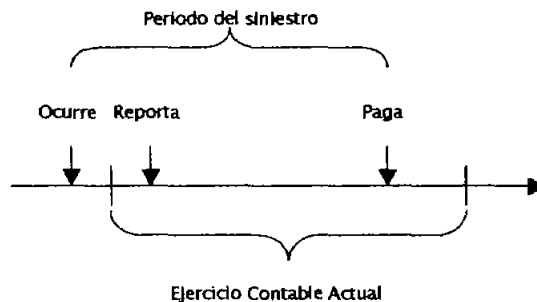 Periodo del siniestro
Ocurre Reporta Paga
Ejercicio Contable Actual